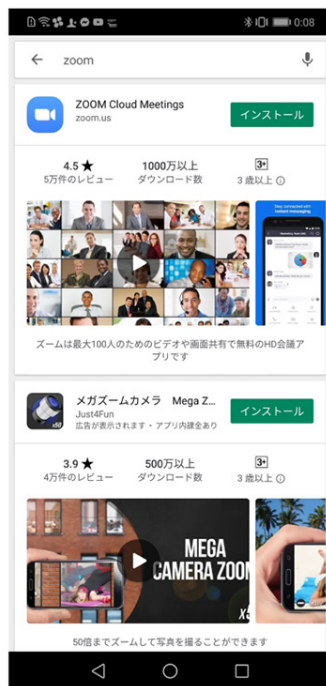 0:08
zoom
ZOOM Cloud Meetings
zoom.us
インストール
4.5 ★
1000万以上
3+
5万件のレビュー
ダウンロード数
3 歳以上
Stay connected with
instant messaging
ズームは最大100人のためのビデオや画面共有で無料のHD会議ア
プリです
メガズームカメラ　Mega Z...
Just4Fun
広告が表示されます・アプリ内課金あり
x50
インストール
3.9 ★
500万以上
3+
4万件のレビュー
ダウンロード数
3 歳以上
MEGA
CAMERA ZOOM
x5
50倍までズームして写真を撮ることができます